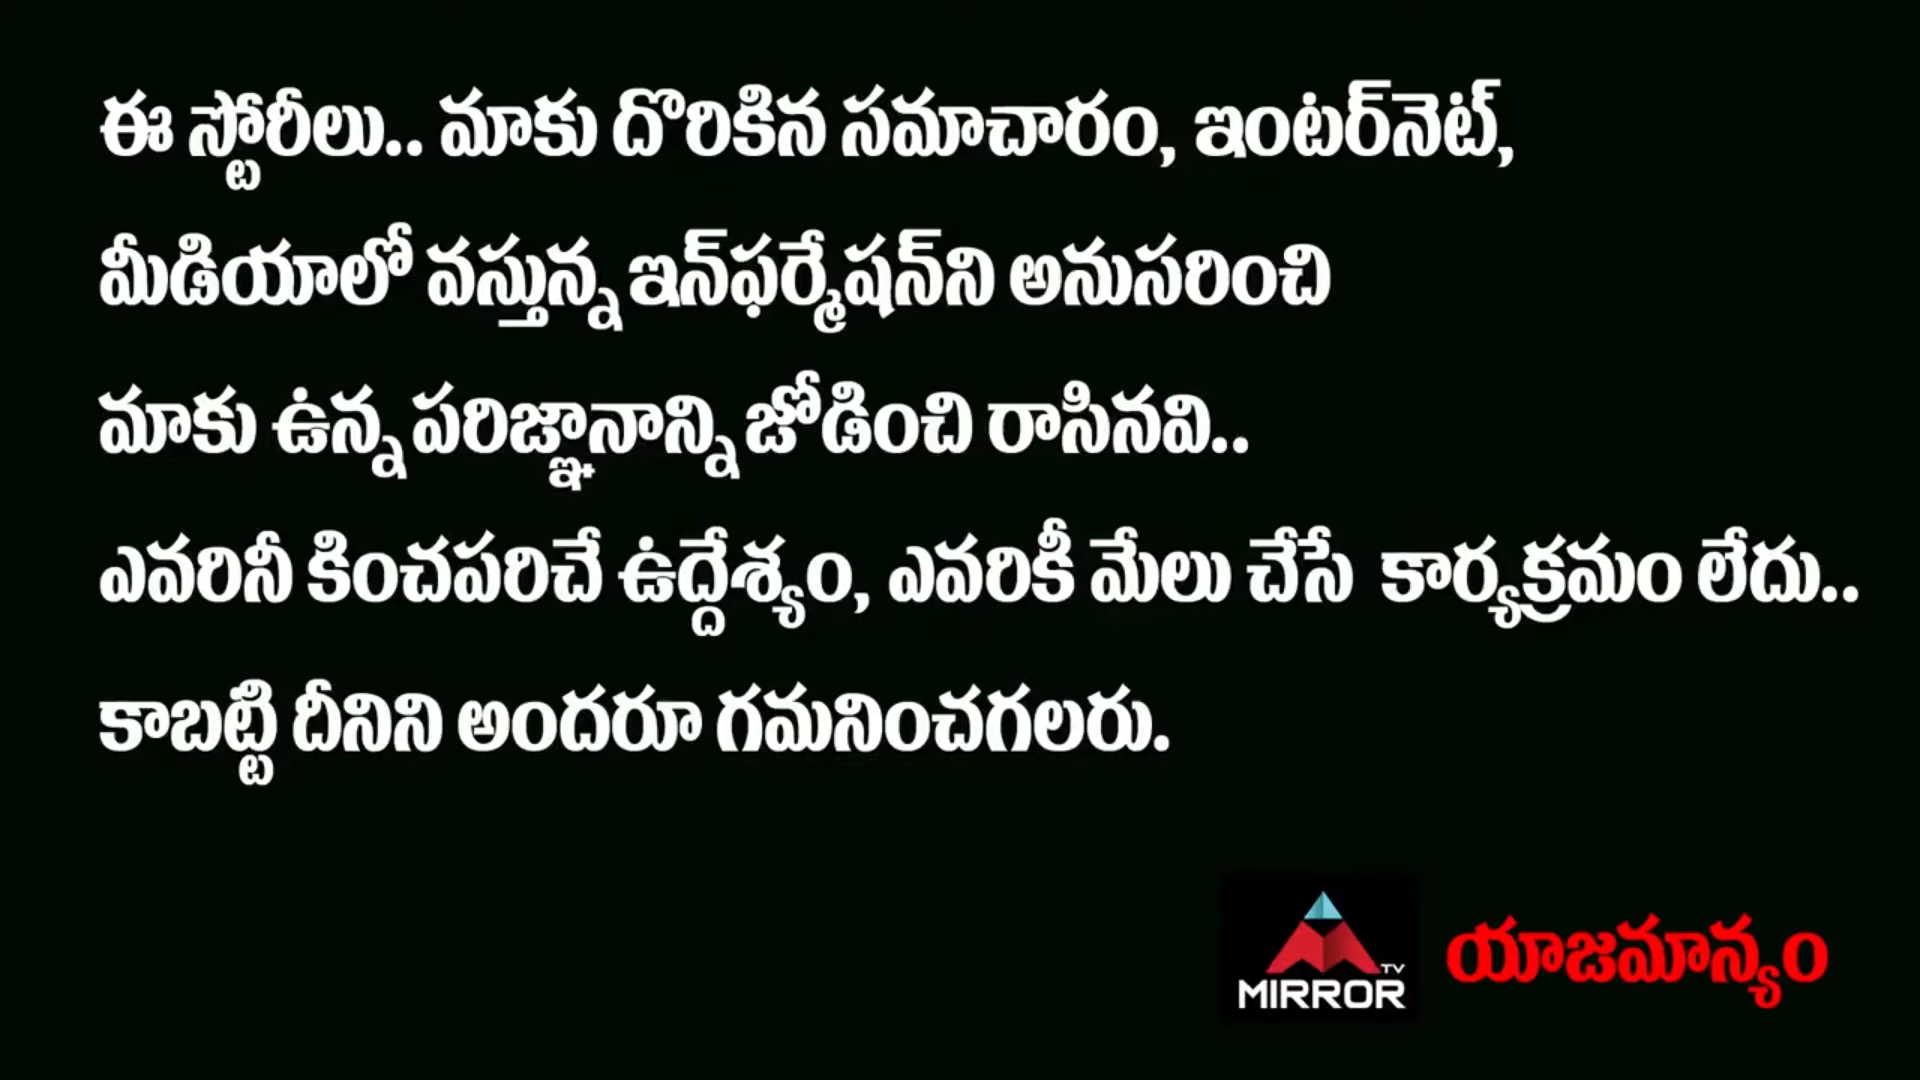 ఈ స్టోరీలు.. మాకు దొరికిన సమాచారం, ఇంటర్‌నెట్,
మీడియాలో వస్తున్న ఇన్‌ఫర్మేషన్‌ని అనుసరించి
మాకు ఉన్న పరిజ్ఞానాన్ని జోడించి రాసినవి..
ఎవరినీ కించపరిచే ఉద్దేశ్యం, ఎవరికీ మేలు చేసే కార్యక్రమం లేదు..
కాబట్టి దీనిని అందరూ గమనించగలరు.
MIRROR TV యాజమాన్యం